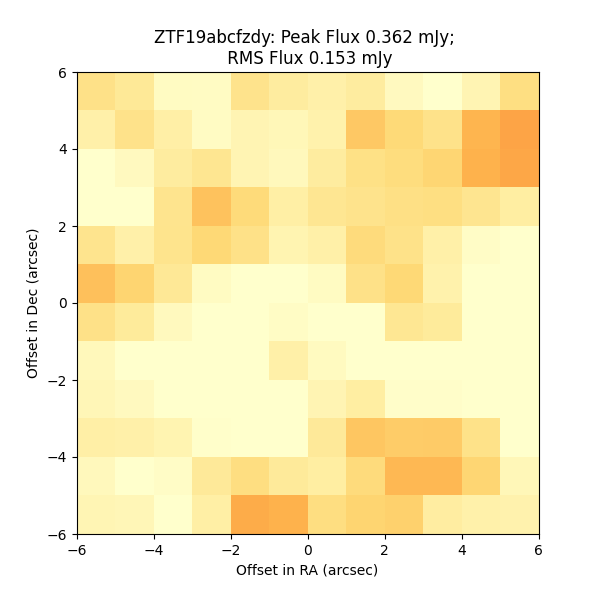 ZTF19abcfzdy: Peak Flux 0.362 mJy;
RMS Flux 0.153 mJy
6
4
2
0
−2
−4
−6
Offset in Dec (arcsec)
−6 −4 −2 0 2 4 6
Offset in RA (arcsec)